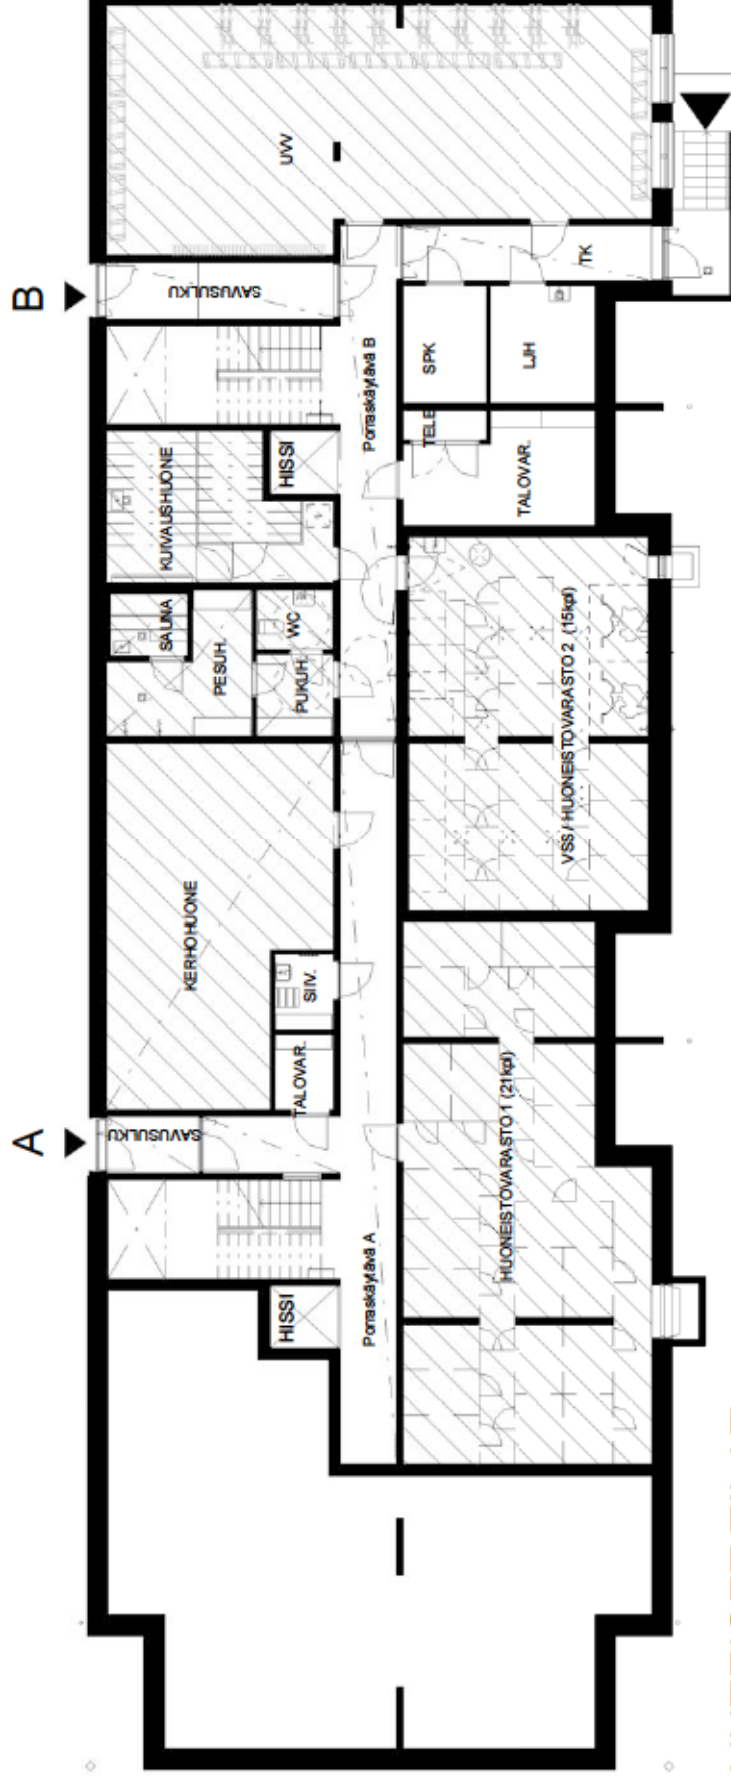 B
A
UVV
SAVUSULKU
TK
Porraskäytävä B
SPK
LJH
HISSI
TELE
KUIVAUSHUONE
TALOVAR.
SAUNA
WC
PESUH.
PUKUH.
VSS / HUONEISTOVARASTO 2 (15kpl)
KERHOHUONE
SIIV.
TALOVAR.
HUONEISTOVARASTO 1 (21kpl)
SAVUSULKU
Porraskäytävä A
HISSI